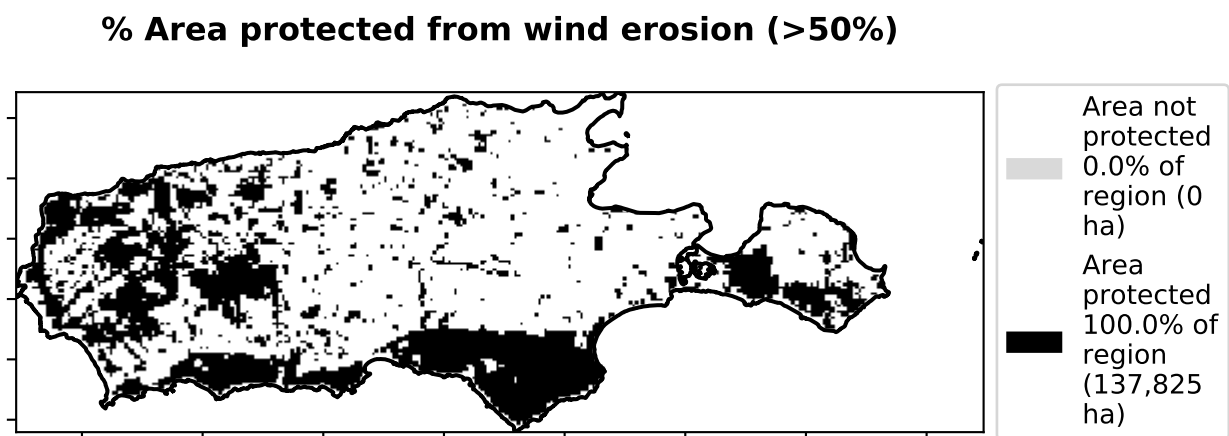 % Area protected from wind erosion (>50%)
Area not
protected
0.0% of
region (0
ha)
Area
protected
100.0% of
region
(137,825
ha)